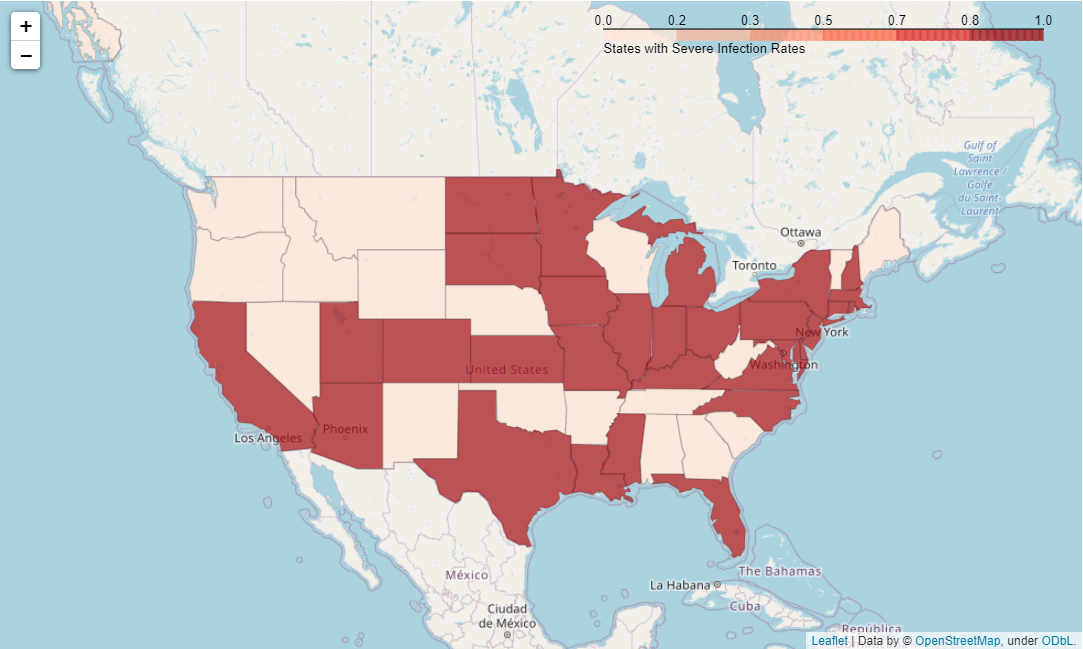 +
−
0.0 0.2 0.3 0.5 0.7 0.8 1.0
States with Severe Infection Rates
Gulf of
Saint
Lawrence /
Golfe
du Saint-
Laurent
Ottawa
Toronto
New York
Washington
United States
Phoenix
Los Angeles
México
The Bahamas
La Habana
Cuba
Ciudad
de México
República
Leaflet | Data by © OpenStreetMap, under ODbL.